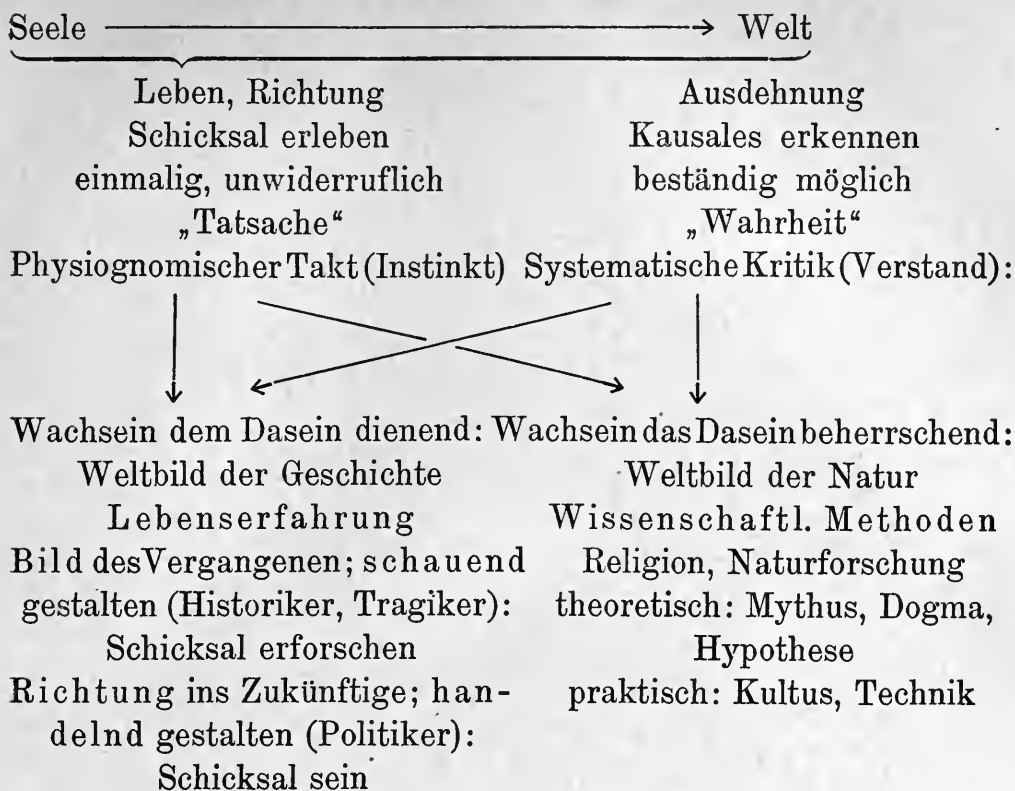 Seele → Welt
Leben, Richtung
Schicksal erleben
einmalig, unwiderruflich
„Tatsache“
Physiognomischer Takt (Instinkt)
Ausdehnung
Kausales erkennen
beständig möglich
„Wahrheit“
Systematische Kritik (Verstand):
Wachsein dem Dasein dienend:
Weltbild der Geschichte
Lebenserfahrung
Bild des Vergangenen; schauend
gestalten (Historiker, Tragiker):
Schicksal erforschen
Richtung ins Zukünftige; han-
delnd gestalten (Politiker):
Schicksal sein
Wachsein das Dasein beherrschend:
Weltbild der Natur
Wissenschaftl. Methoden
Religion, Naturforschung
theoretisch: Mythus, Dogma,
Hypothese
praktisch: Kultus, Technik